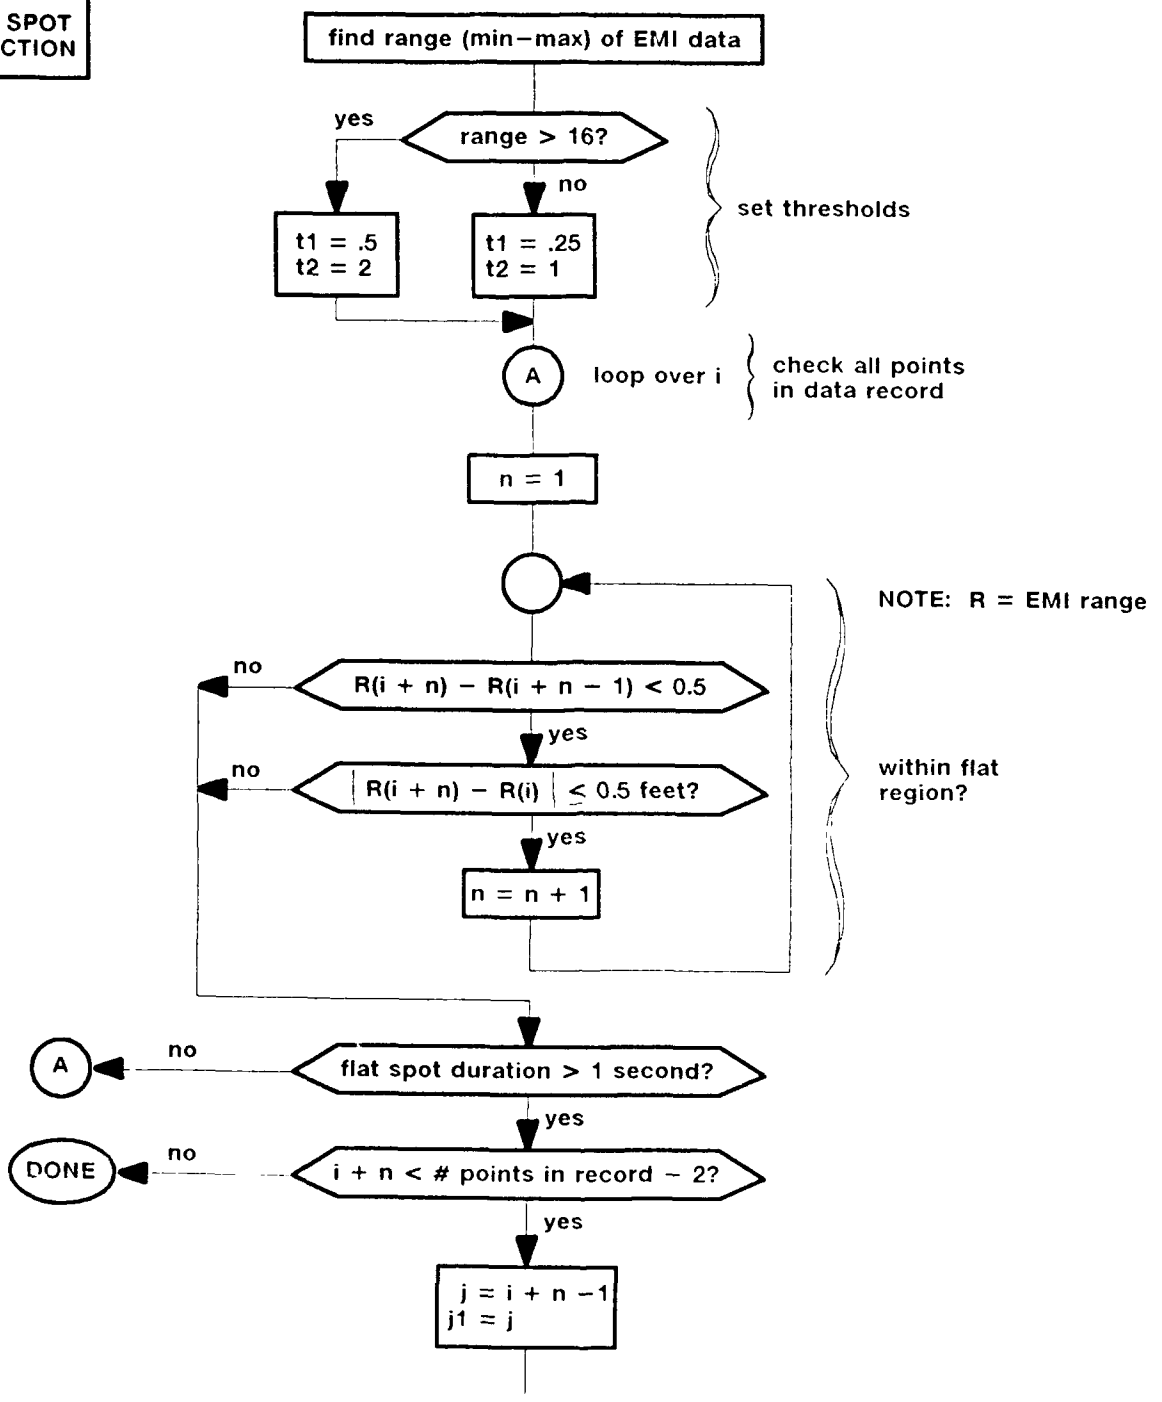 SPOT
CTION
find range (min-max) of EMI data
yes
range > 16?
no
set thresholds
t1 = .5
t2 = 2
t1 = .25
t2 = 1
A
loop over i
check all points
in data record
n = 1
NOTE: R = EMI range
no
R(i + n) - R(i + n - 1) < 0.5
yes
no
| R(i + n) - R(i) | ≤ 0.5 feet?
within flat
region?
yes
n = n + 1
A
no
flat spot duration > 1 second?
yes
DONE
no
i + n < # points in record - 2?
yes
j = i + n -1
j1 = j